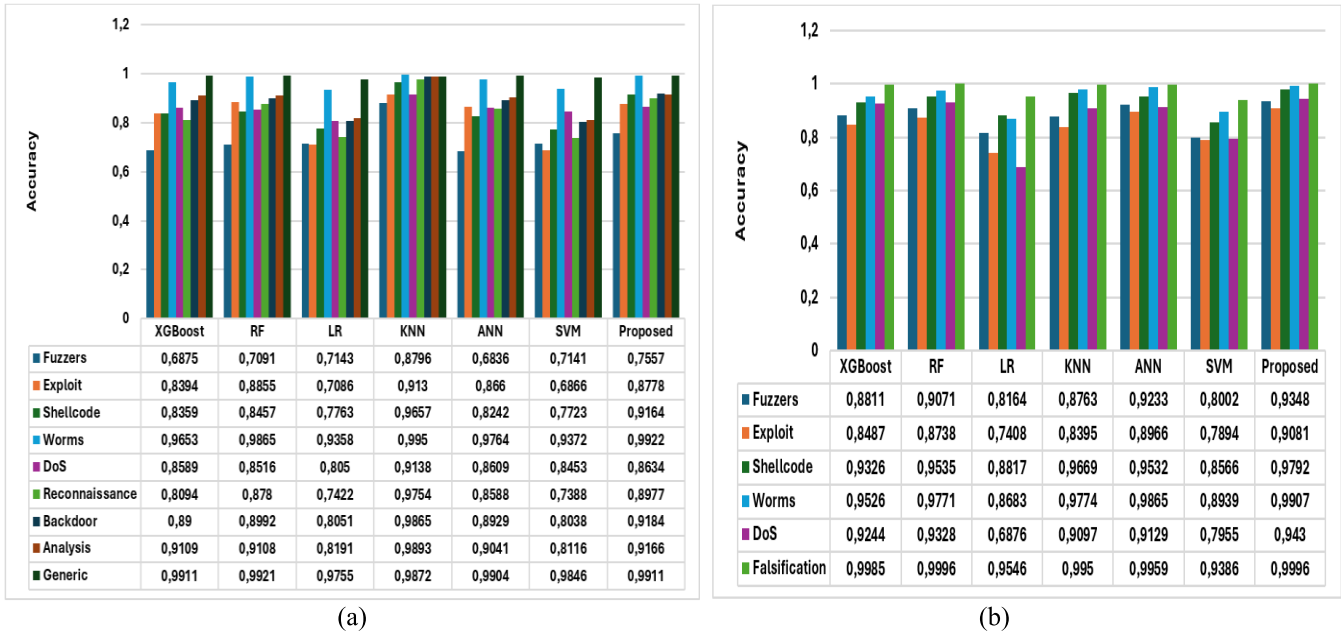 1,2
1
0,8
0,6
0,4
0,2
0
Accuracy
XGBoost RF LR KNN ANN SVM Proposed
Fuzzers 0,6875 0,7091 0,7143 0,8796 0,6836 0,7141 0,7557
Exploit 0,8394 0,8855 0,7086 0,913 0,866 0,6866 0,8778
Shellcode 0,8359 0,8457 0,7763 0,9657 0,8242 0,7723 0,9164
Worms 0,9653 0,9865 0,9358 0,995 0,9764 0,9372 0,9922
DoS 0,8589 0,8516 0,805 0,9138 0,8609 0,8453 0,8634
Reconnaissance 0,8094 0,878 0,7422 0,9754 0,8588 0,7388 0,8977
Backdoor 0,89 0,8992 0,8051 0,9865 0,8929 0,8038 0,9184
Analysis 0,9109 0,9108 0,8191 0,9893 0,9041 0,8116 0,9166
Generic 0,9911 0,9921 0,9755 0,9872 0,9904 0,9846 0,9911
(a)
1,2
1
0,8
0,6
0,4
0,2
0
Accuracy
XGBoost RF LR KNN ANN SVM Proposed
Fuzzers 0,8811 0,9071 0,8164 0,8763 0,9233 0,8002 0,9348
Exploit 0,8487 0,8738 0,7408 0,8395 0,8966 0,7894 0,9081
Shellcode 0,9326 0,9535 0,8817 0,9669 0,9532 0,8566 0,9792
Worms 0,9526 0,9771 0,8683 0,9774 0,9865 0,8939 0,9907
DoS 0,9244 0,9328 0,6876 0,9097 0,9129 0,7955 0,943
Falsification 0,9985 0,9996 0,9546 0,995 0,9959 0,9386 0,9996
(b)